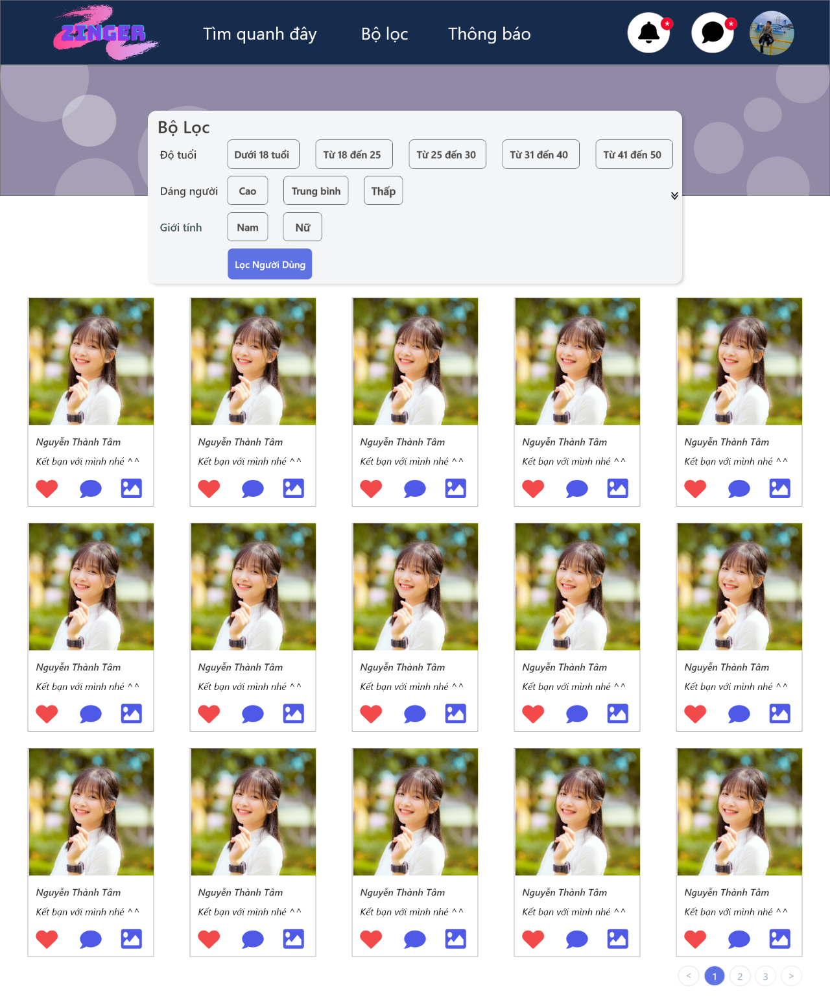 ZINGER
Tìm quanh đây Bộ lọc Thông báo * *
Bộ Lọc
Độ tuổi Dưới 18 tuổi Từ 18 đến 25 Từ 25 đến 30 Từ 31 đến 40 Từ 41 đến 50
Dáng người Cao Trung bình Thấp
Giới tính Nam Nữ
Lọc Người Dùng
Nguyễn Thành Tâm Nguyễn Thành Tâm Nguyễn Thành Tâm Nguyễn Thành Tâm Nguyễn Thành Tâm
Kết bạn với mình nhé ^^ Kết bạn với mình nhé ^^ Kết bạn với mình nhé ^^ Kết bạn với mình nhé ^^ Kết bạn với mình nhé ^^
Nguyễn Thành Tâm Nguyễn Thành Tâm Nguyễn Thành Tâm Nguyễn Thành Tâm Nguyễn Thành Tâm
Kết bạn với mình nhé ^^ Kết bạn với mình nhé ^^ Kết bạn với mình nhé ^^ Kết bạn với mình nhé ^^ Kết bạn với mình nhé ^^
Nguyễn Thành Tâm Nguyễn Thành Tâm Nguyễn Thành Tâm Nguyễn Thành Tâm Nguyễn Thành Tâm
Kết bạn với mình nhé ^^ Kết bạn với mình nhé ^^ Kết bạn với mình nhé ^^ Kết bạn với mình nhé ^^ Kết bạn với mình nhé ^^
< 1 2 3 >